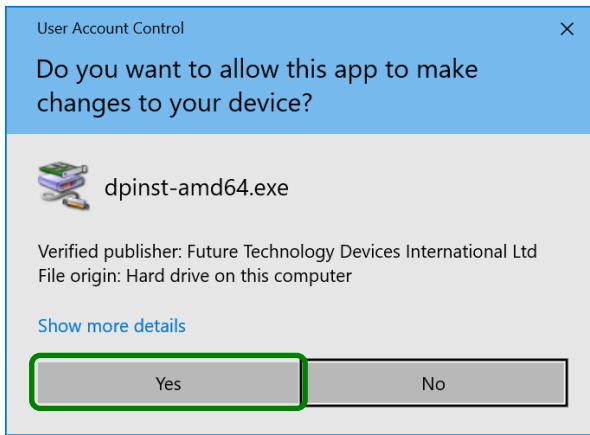 User Account Control
Do you want to allow this app to make
changes to your device?
dpinst-amd64.exe
Verified publisher: Future Technology Devices International Ltd
File origin: Hard drive on this computer
Show more details
Yes
No